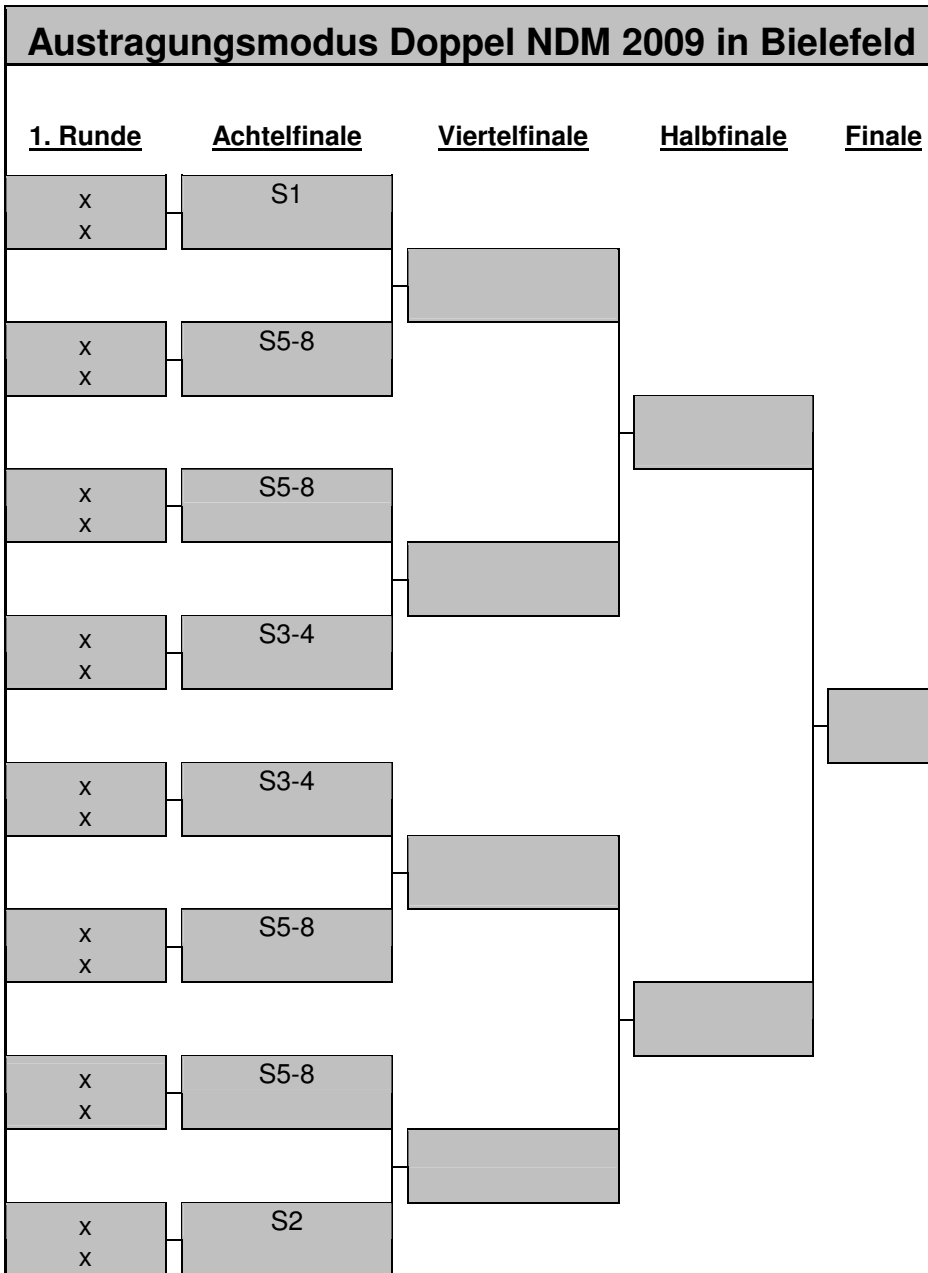 Austragungsmodus Doppel NDM 2009 in Bielefeld
1. Runde Achtelfinale Viertelfinale Halbfinale Finale
x S1
x
x S5-8
x
x S5-8
x
x S3-4
x
x S3-4
x
x S5-8
x
x S5-8
x
x S2
x